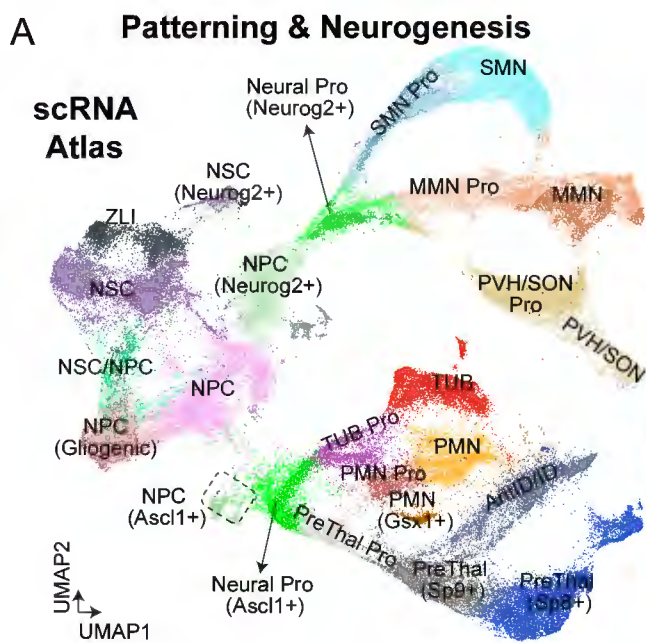 A
Patterning & Neurogenesis
scRNA
Atlas
Neural Pro
(Neurog2+)
SMN Pro
SMN
NSC
(Neurog2+)
ZLI
MMN Pro
MMN
NSC
NPC
(Neurog2+)
PVH/SON
Pro
PVH/SON
NSC/NPC
NPC
TUB
NPC
(Gliogenic)
TUB Pro
PMN
PMN Pro
AntID/ID
NPC
(Ascl1+)
PMN
(Gsx1+)
PreThal Pro
Neural Pro
(Ascl1+)
PreThal
(Sp9+)
PreThal
(Sp8+)
UMAP2
UMAP1